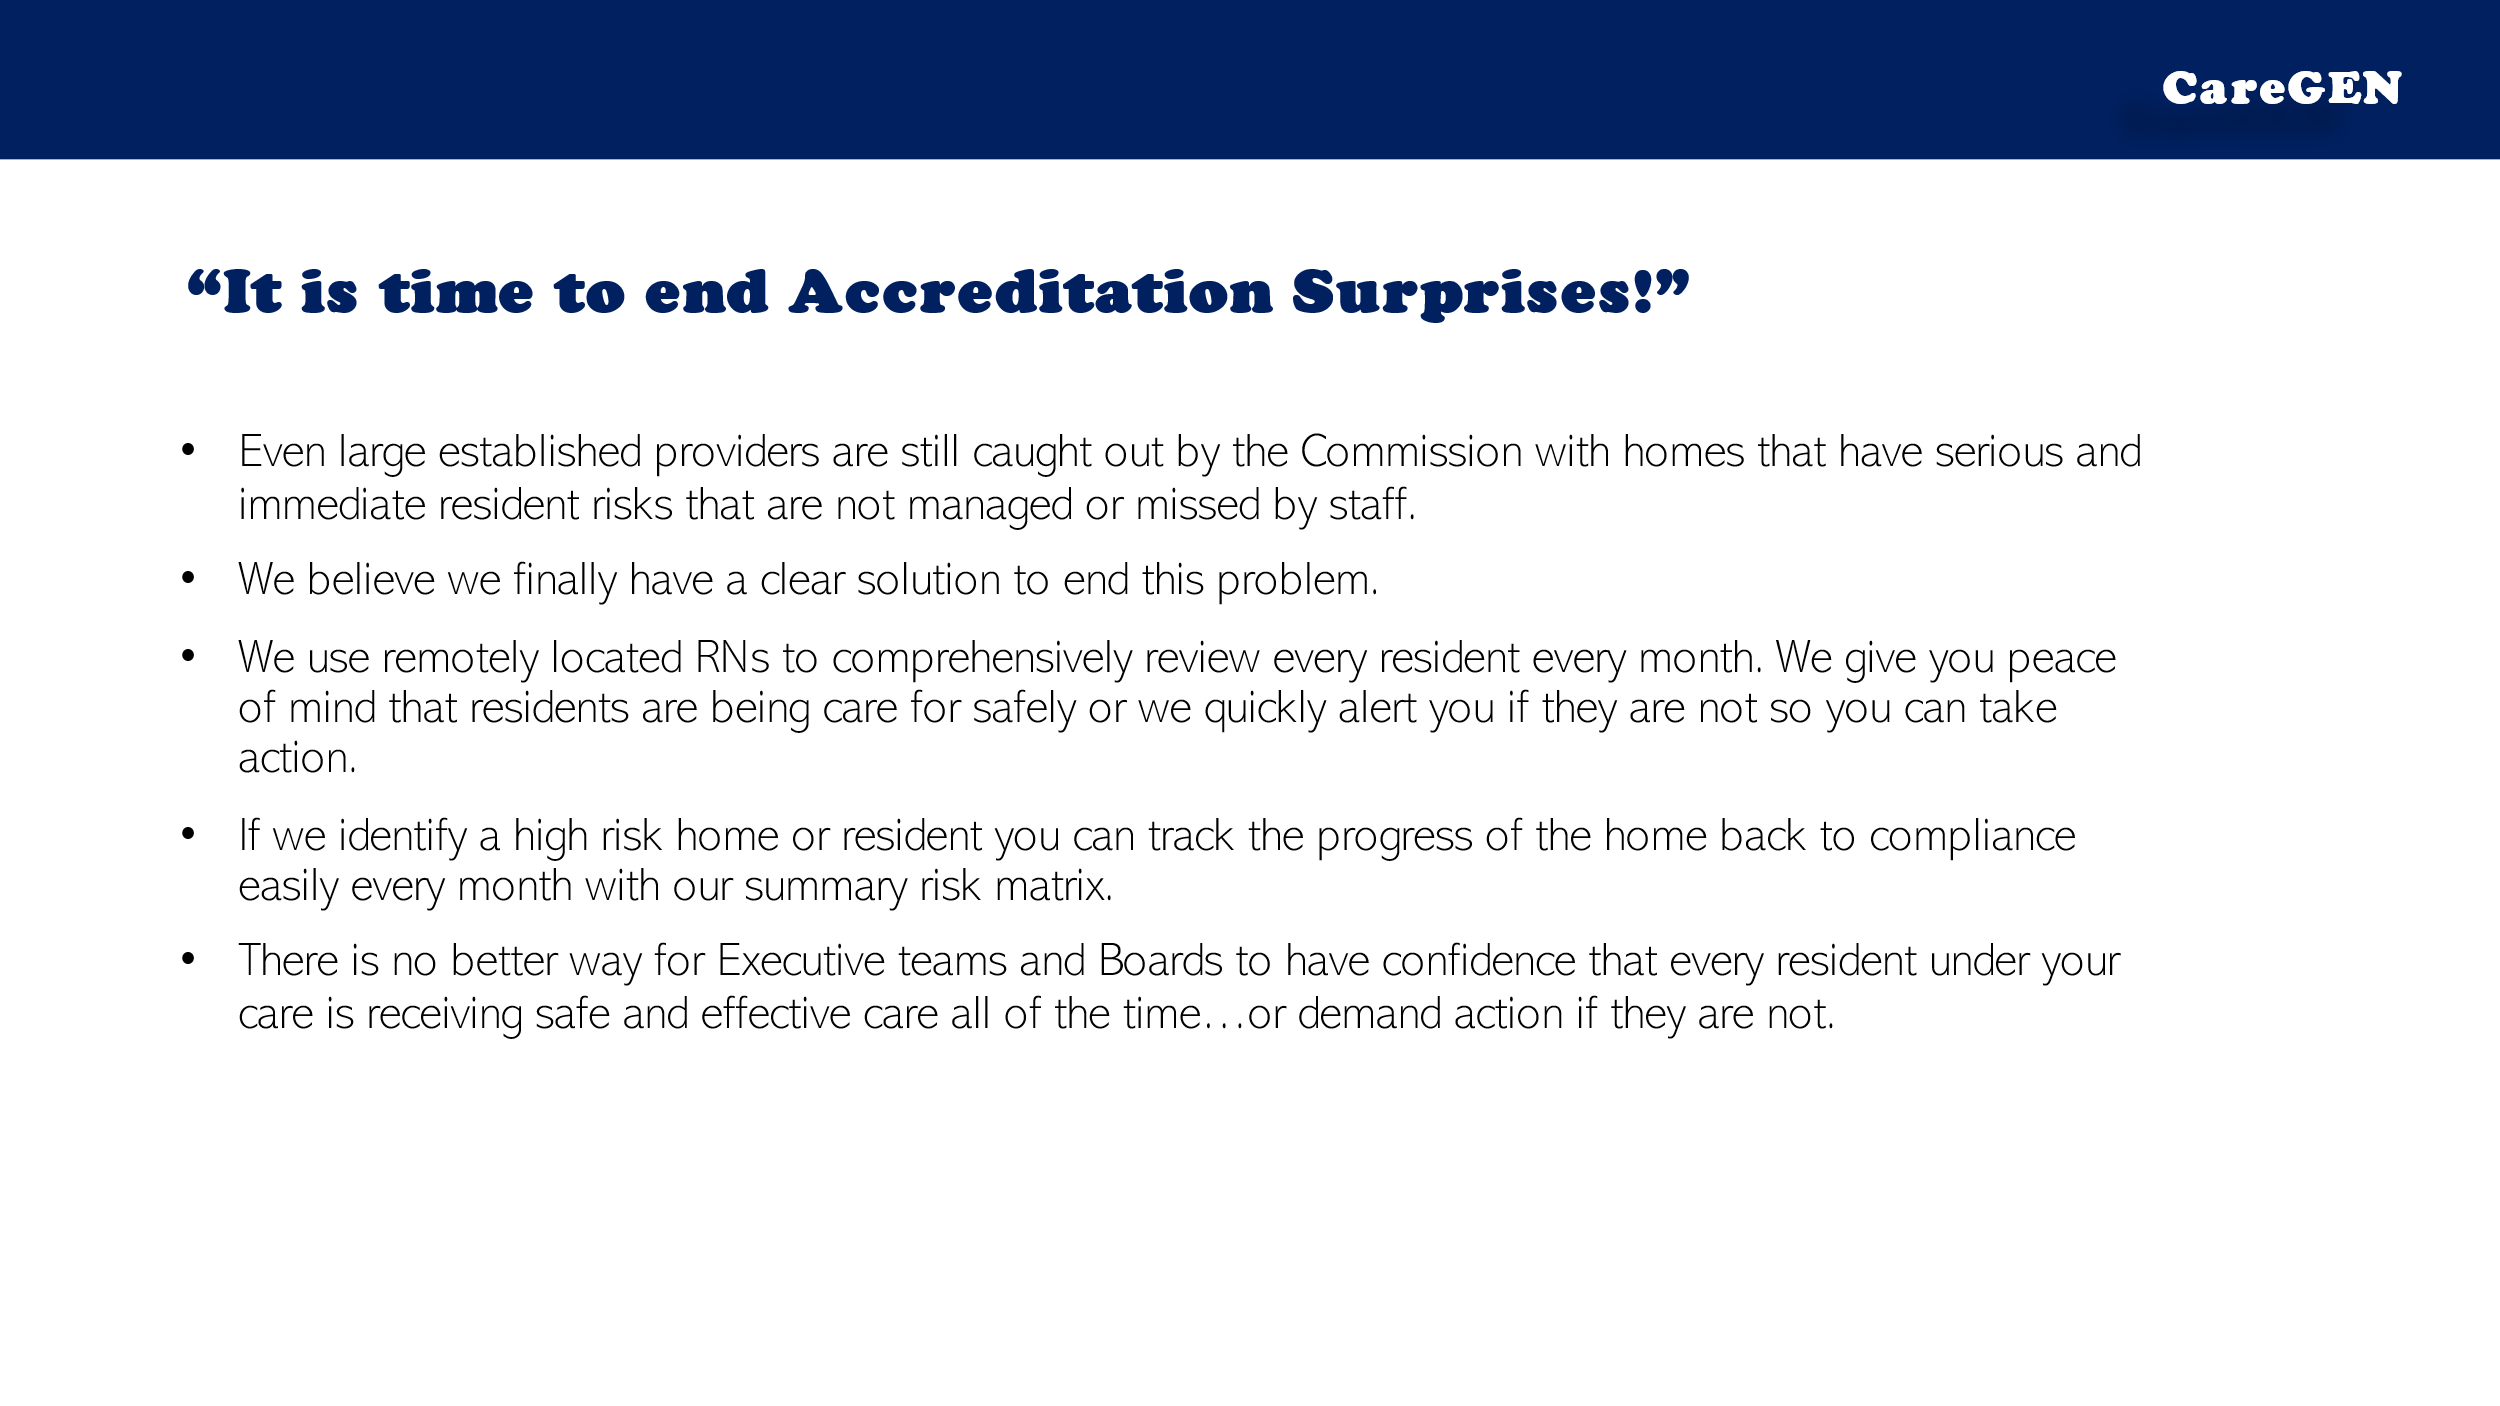 CareGEN
“It is time to end Accreditation Surprises!”
• Even large established providers are still caught out by the Commission with homes that have serious and
immediate resident risks that are not managed or missed by staff.
• We believe we finally have a clear solution to end this problem.
• We use remotely located RNs to comprehensively review every resident every month. We give you peace
of mind that residents are being care for safely or we quickly alert you if they are not so you can take
action.
• If we identify a high risk home or resident you can track the progress of the home back to compliance
easily every month with our summary risk matrix.
• There is no better way for Executive teams and Boards to have confidence that every resident under your
care is receiving safe and effective care all of the time…or demand action if they are not.